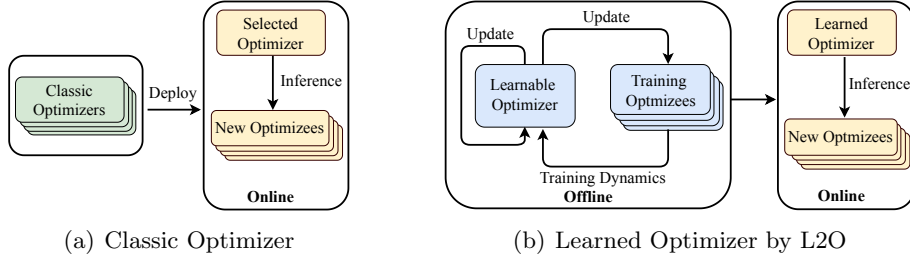 Classic
Optimizers
Deploy
Selected
Optimizer
Inference
New Optimizees
Online
(a) Classic Optimizer
Update
Update
Learnable
Optimizer
Training
Optmizees
Training Dynamics
Offline
Learned
Optimizer
Inference
New Optmizees
Online
(b) Learned Optimizer by L2O